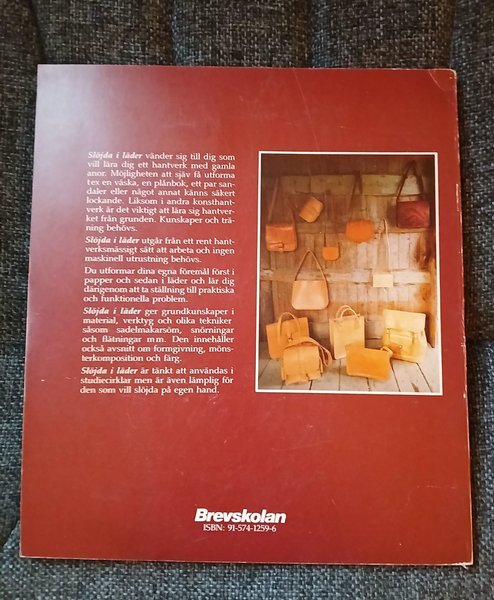 Slöjda i läder vänder sig till dig som
vill lära dig ett hantverk med gamla
anor. Möjligheten att sjäv få utforma
t ex en väska, en plånbok, ett par san-
daler eller något annat känns säkert
lockande. Liksom i andra konsthant-
verk är det viktigt att lära sig hantver-
ket från grunden. Kunskaper och trä-
ning behövs.
Slöjda i läder utgår från ett rent hant-
verksmässigt sätt att arbeta och ingen
maskinell utrustning behövs.
Du utformar dina egna föremål först i
papper och sedan i läder och lär dig
därigenom att ta ställning till praktiska
och funktionella problem.
Slöjda i läder ger grundkunskaper i
material, verktyg och olika tekniker
såsom sadelmakarsöm, snörningar
och flätningar m m. Den innehåller
också avsnitt om formgivning, möns-
terkomposition och färg.
Slöjda i läder är tänkt att användas i
studiecirklar men är även lämplig för
den som vill slöjda på egen hand.
Brevskolan
ISBN: 91-574-1259-6